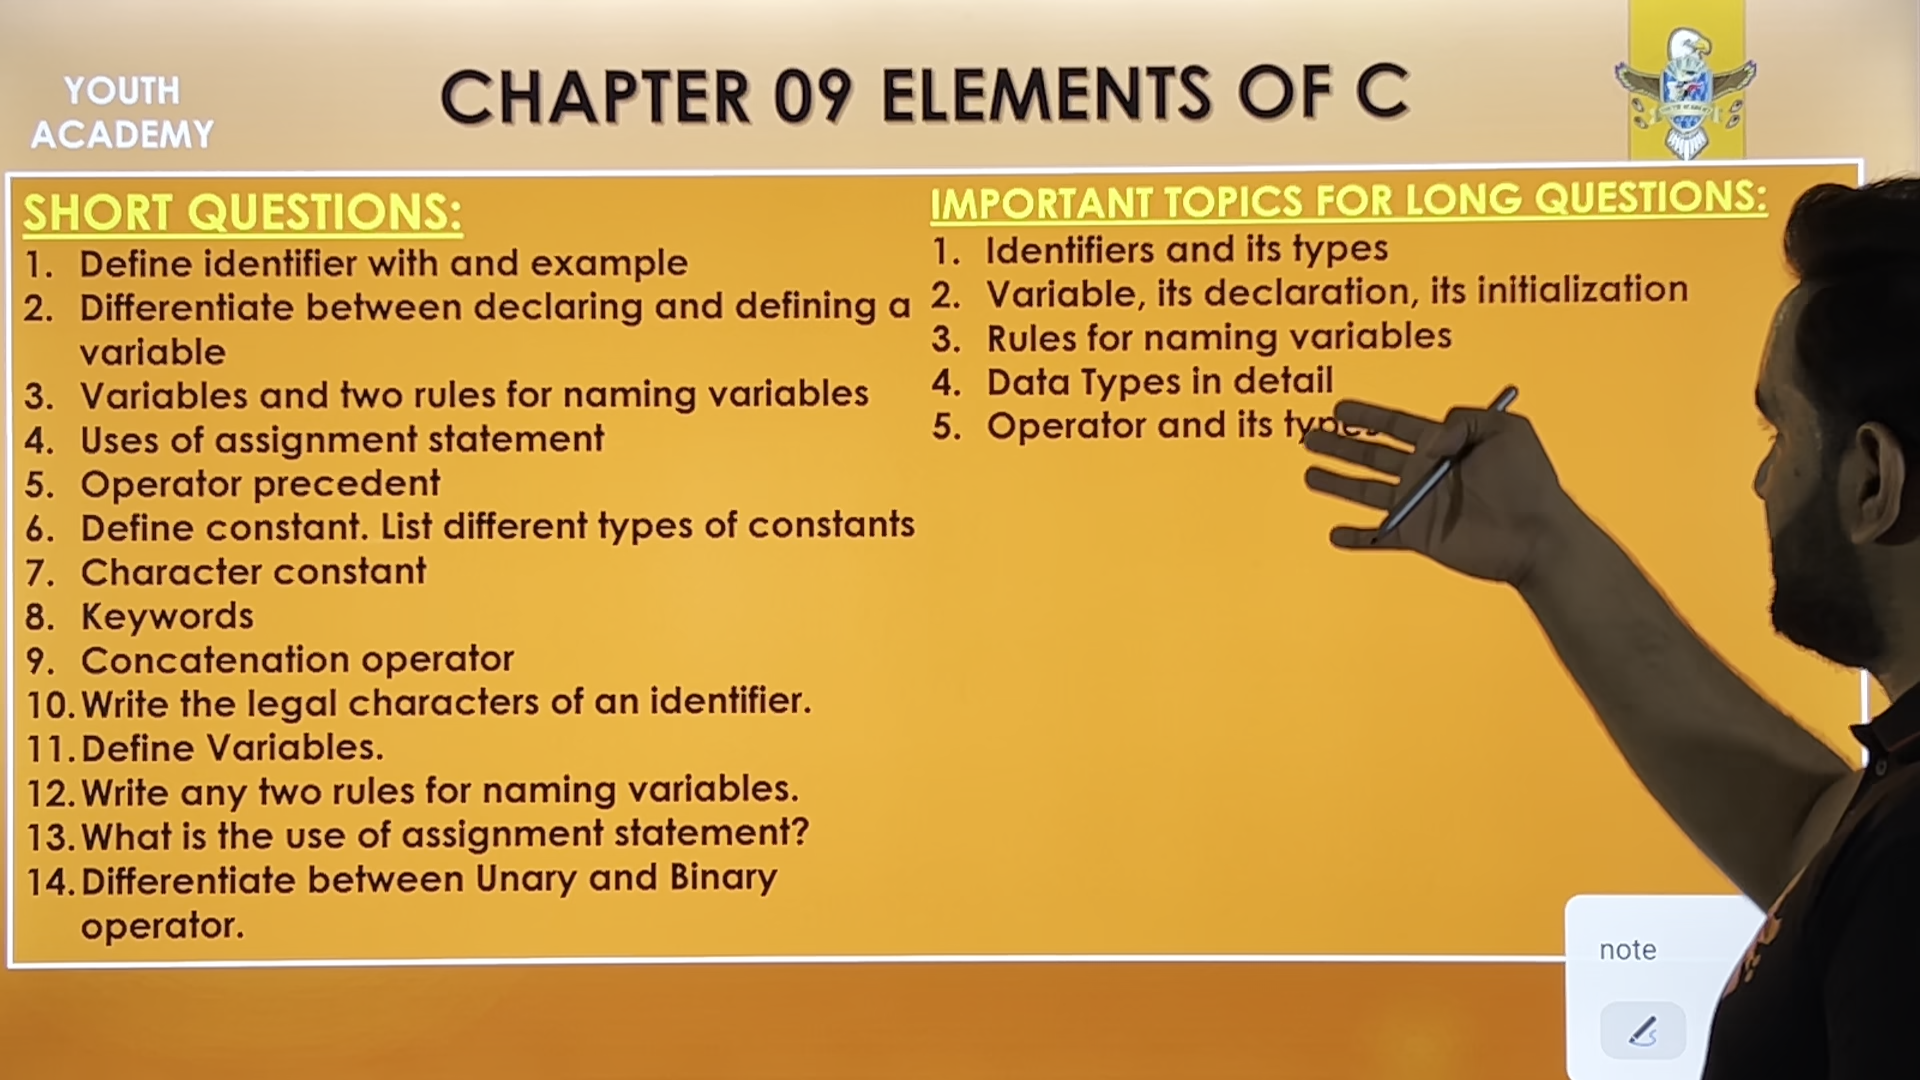 YOUTH
ACADEMY
CHAPTER 09 ELEMENTS OF C
SHORT QUESTIONS:
1. Define identifier with and example
2. Differentiate between declaring and defining a
variable
3. Variables and two rules for naming variables
4. Uses of assignment statement
5. Operator precedent
6. Define constant. List different types of constants
7. Character constant
8. Keywords
9. Concatenation operator
10. Write the legal characters of an identifier.
11. Define Variables.
12. Write any two rules for naming variables.
13. What is the use of assignment statement?
14. Differentiate between Unary and Binary
operator.
IMPORTANT TOPICS FOR LONG QUESTIONS:
1. Identifiers and its types
2. Variable, its declaration, its initialization
3. Rules for naming variables
4. Data Types in detail
5. Operator and its types
note